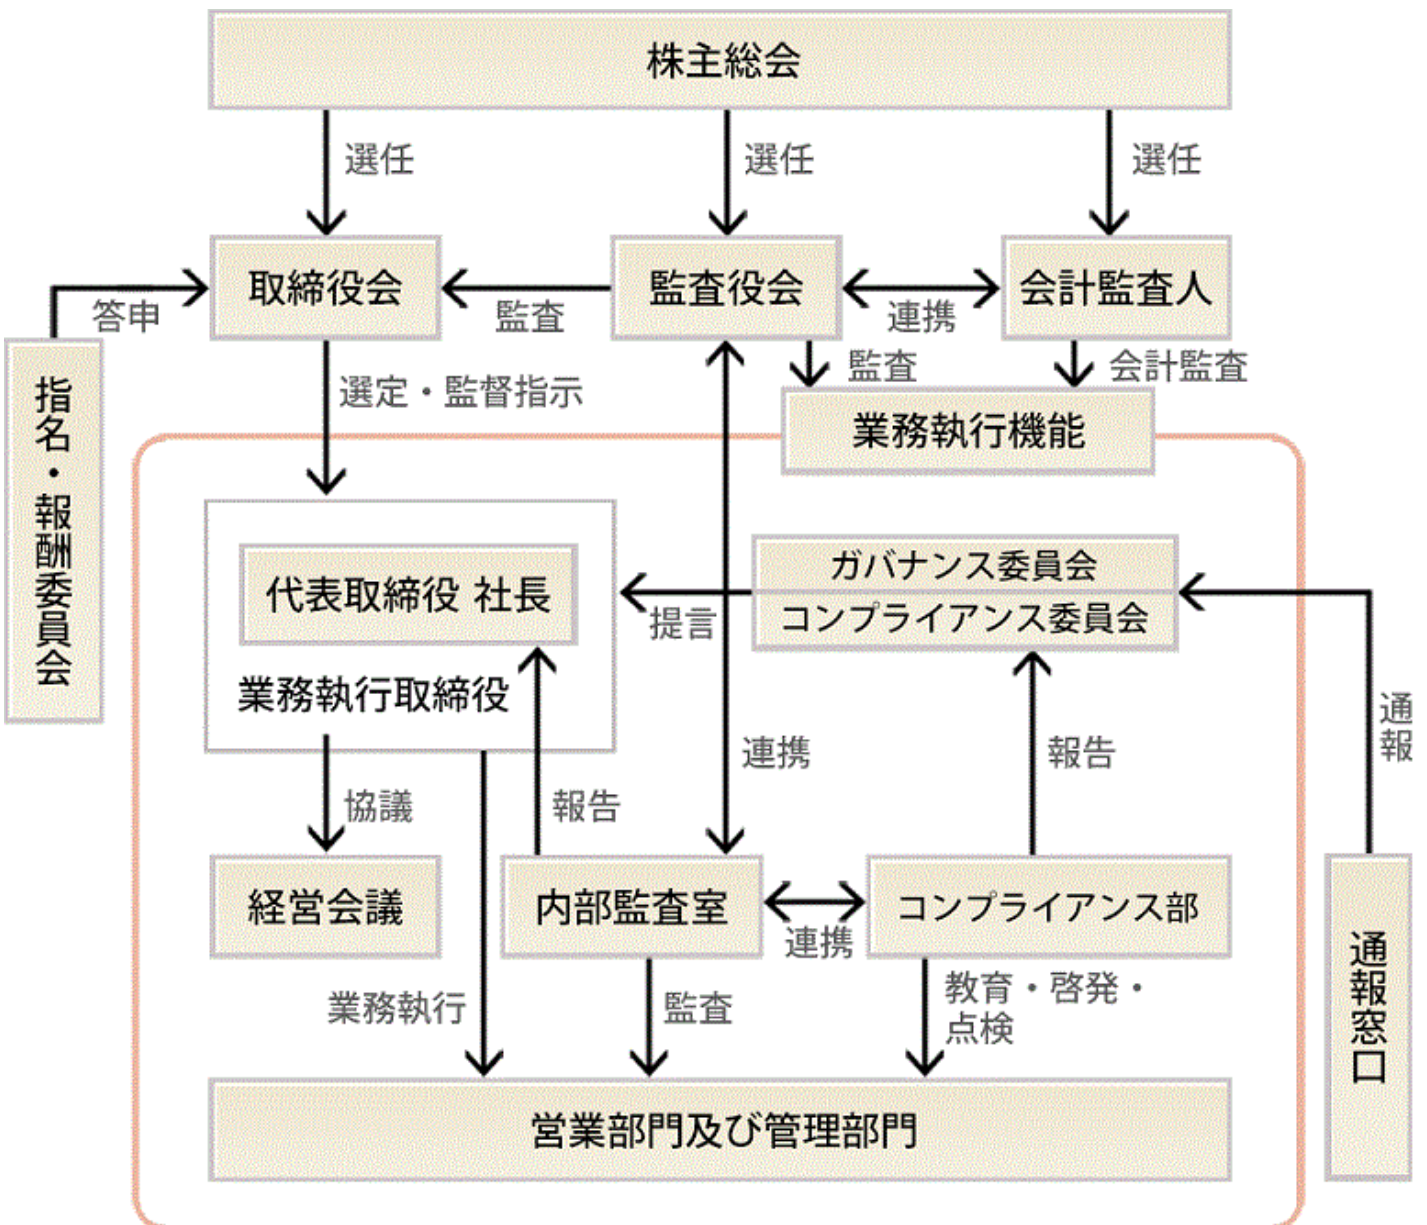 株主総会
選任
選任
選任
取締役会
監査役会
会計監査人
答申
監査
連携
指名・報酬委員会
選定・監督指示
監査
会計監査
業務執行機能
代表取締役 社長
業務執行取締役
ガバナンス委員会
コンプライアンス委員会
提言
通報
連携
報告
協議
報告
経営会議
内部監査室
コンプライアンス部
連携
通報窓口
業務執行
監査
教育・啓発・
点検
営業部門及び管理部門